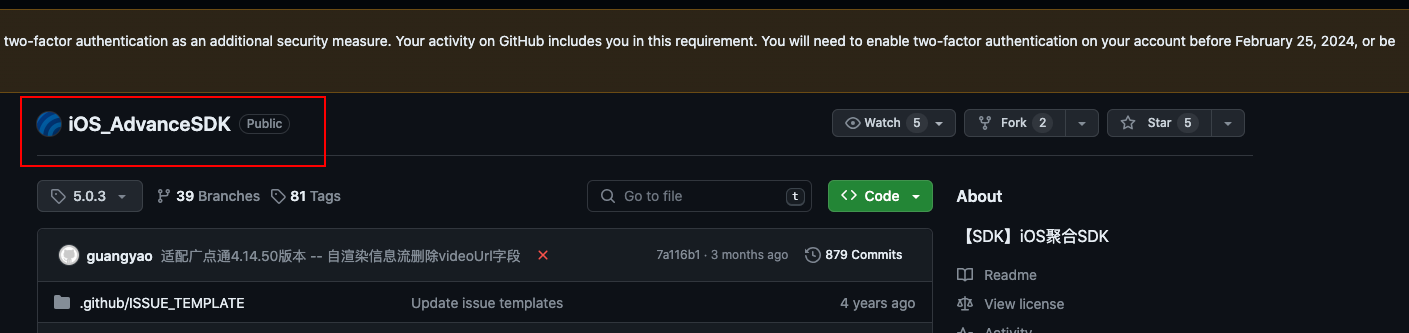 two-factor authentication as an additional security measure. Your activity on GitHub includes you in this requirement. You will need to enable two-factor authentication on your account before February 25, 2024, or be
iOS_AdvanceSDK Public
Watch 5
Fork 2
Star 5
5.0.3
39 Branches
81 Tags
Go to file
t
Code
About
【SDK】iOS聚合SDK
guangyao 适配广点通4.14.50版本 -- 自渲染信息流删除videoUrl字段
7a116b1 · 3 months ago
879 Commits
Readme
.github/ISSUE_TEMPLATE
Update issue templates
4 years ago
View license
Activity